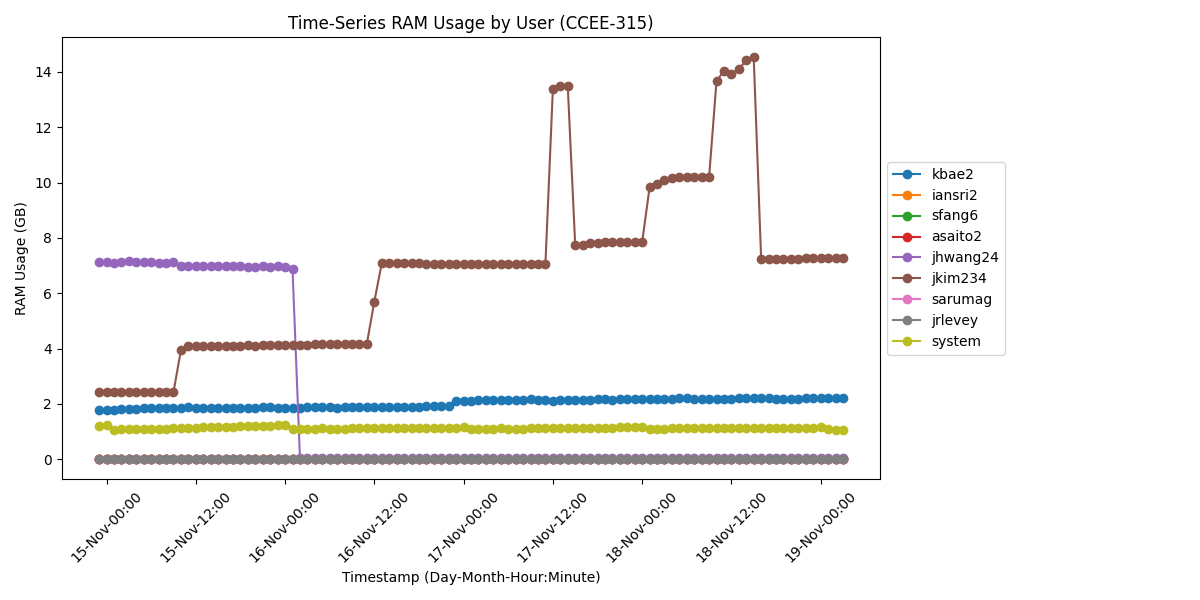 Time-Series RAM Usage by User (CCEE-315)
RAM Usage (GB)
14
12
10
8
6
4
2
0
15-Nov-00:00
15-Nov-12:00
16-Nov-00:00
16-Nov-12:00
17-Nov-00:00
17-Nov-12:00
18-Nov-00:00
18-Nov-12:00
19-Nov-00:00
Timestamp (Day-Month-Hour:Minute)
kbae2
iansri2
sfang6
asaito2
jhwang24
jkim234
sarumag
jrlevey
system